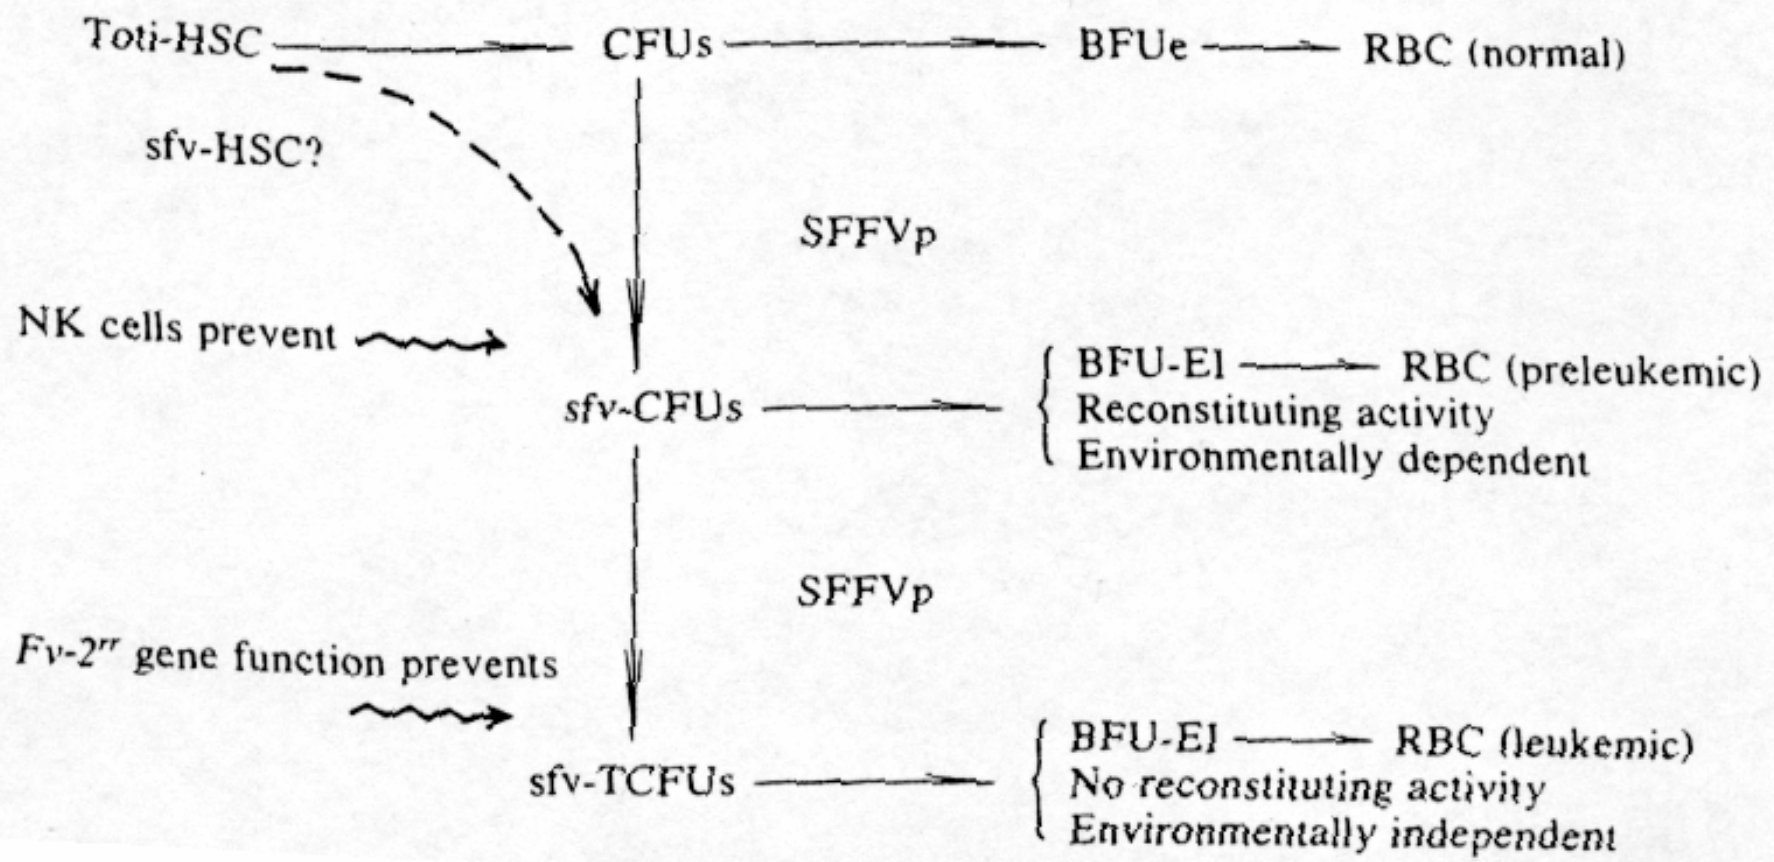 Toti-HSC CFUs BFUe RBC (normal)
sfv-HSC?
SFFVp
NK cells prevent
BFU-EI RBC (preleukemic)
sfv-CFUs Reconstituting activity
Environmentally dependent
SFFVp
Fv-2rr gene function prevents
BFU-EI RBC (leukemic)
sfv-TCFUs No reconstituting activity
Environmentally independent